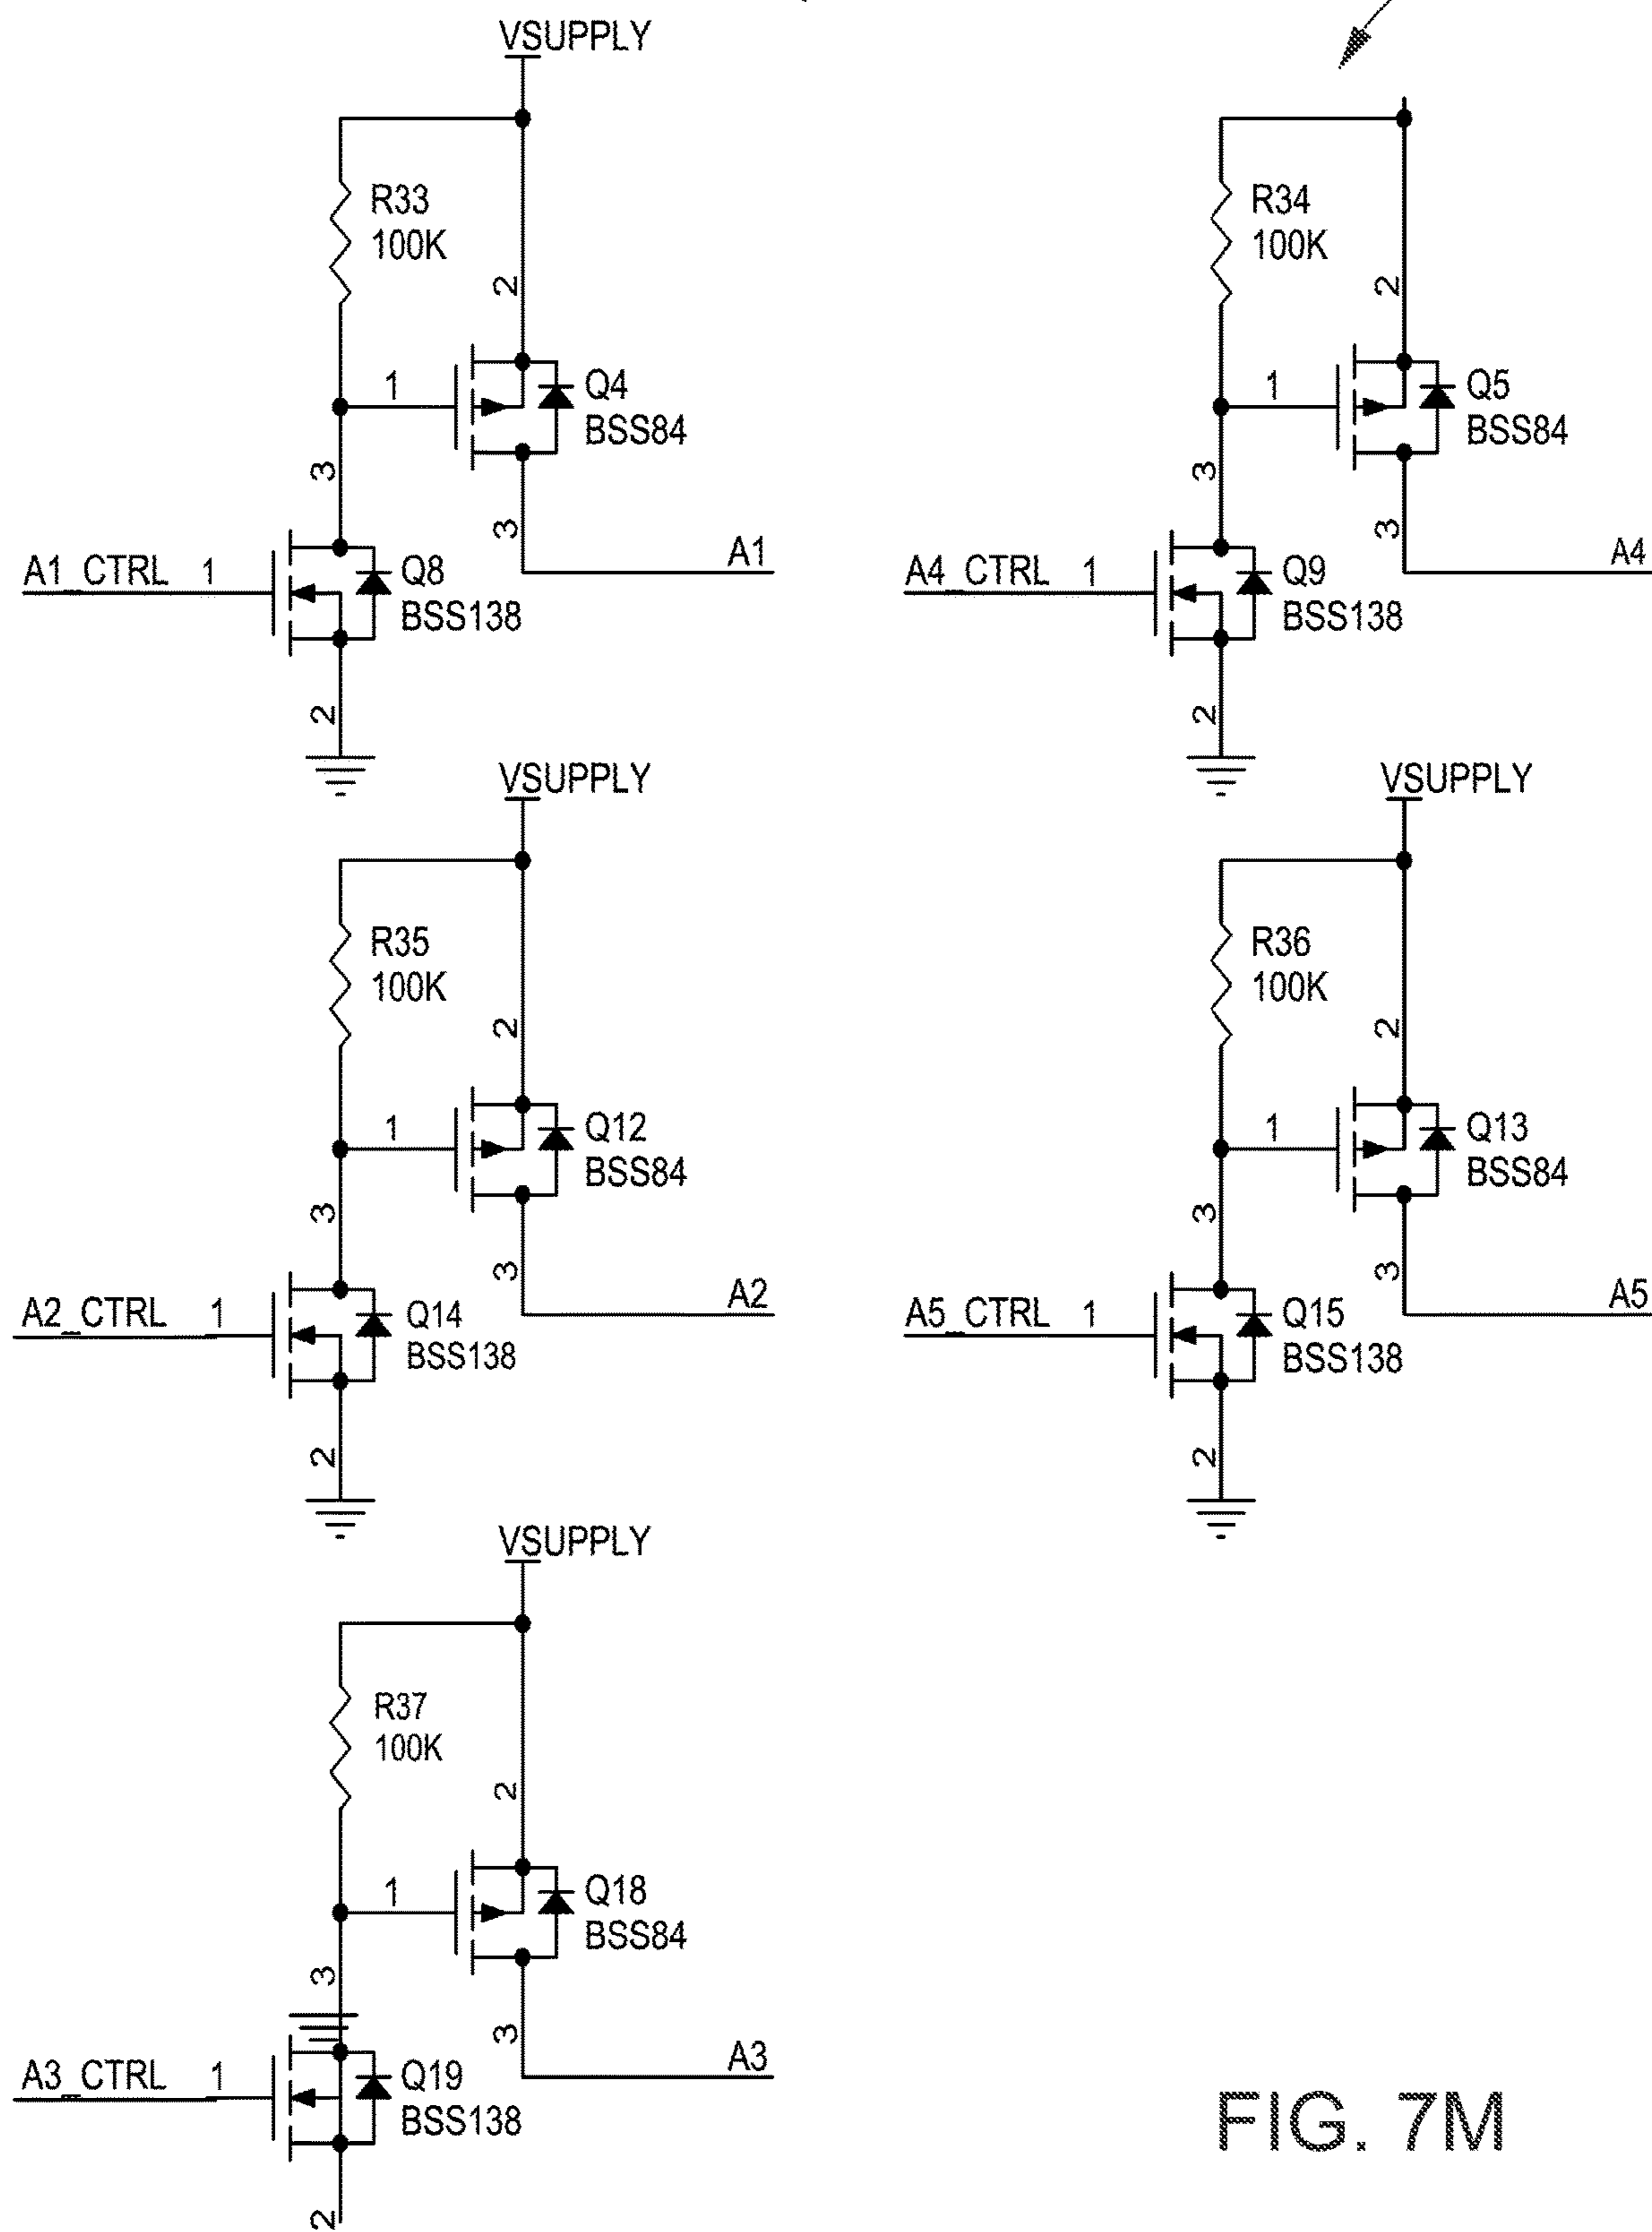 VSUPPLY
R33
100K
2
1
Q4
BSS84
3
3
A1
A1_CTRL
1
Q8
BSS138
2
R34
100K
2
1
Q5
BSS84
3
3
A4
A4_CTRL
1
Q9
BSS138
2
VSUPPLY
R35
100K
2
1
Q12
BSS84
3
3
A2
A2_CTRL
1
Q14
BSS138
2
VSUPPLY
R36
100K
2
1
Q13
BSS84
3
3
A5
A5_CTRL
1
Q15
BSS138
2
VSUPPLY
R37
100K
2
1
Q18
BSS84
3
3
A3
A3_CTRL
1
Q19
BSS138
2
FIG. 7M